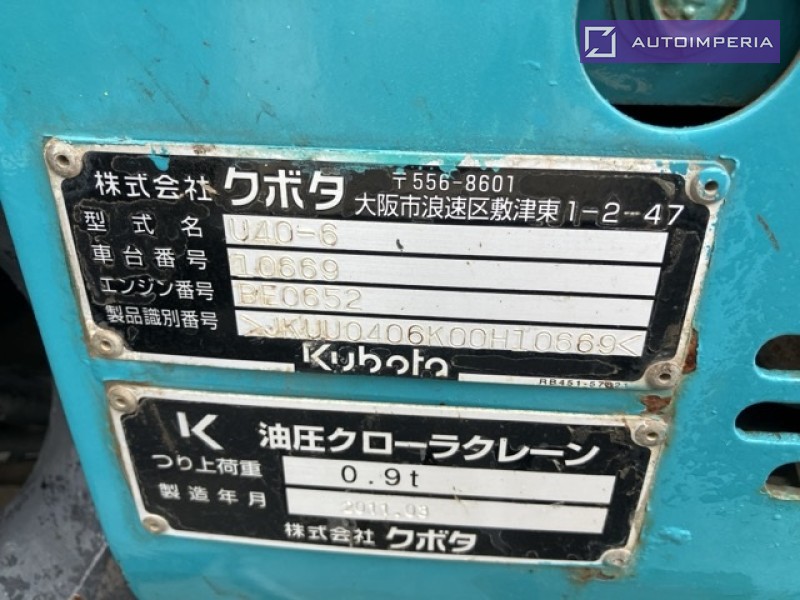 AUTOIMPERIA
株式会社クボタ 〒556-8601
大阪市浪速区敷津東1-2-47
型式名 U40-6
車台番号 10669
エンジン番号 BE0652
製品識別番号 >JKUU0406K00H10669<
Kubota
RB451-57821
K 油圧クローラクレーン
つり上荷重 0.9t
製造年月 2011.03
株式会社 クボタ